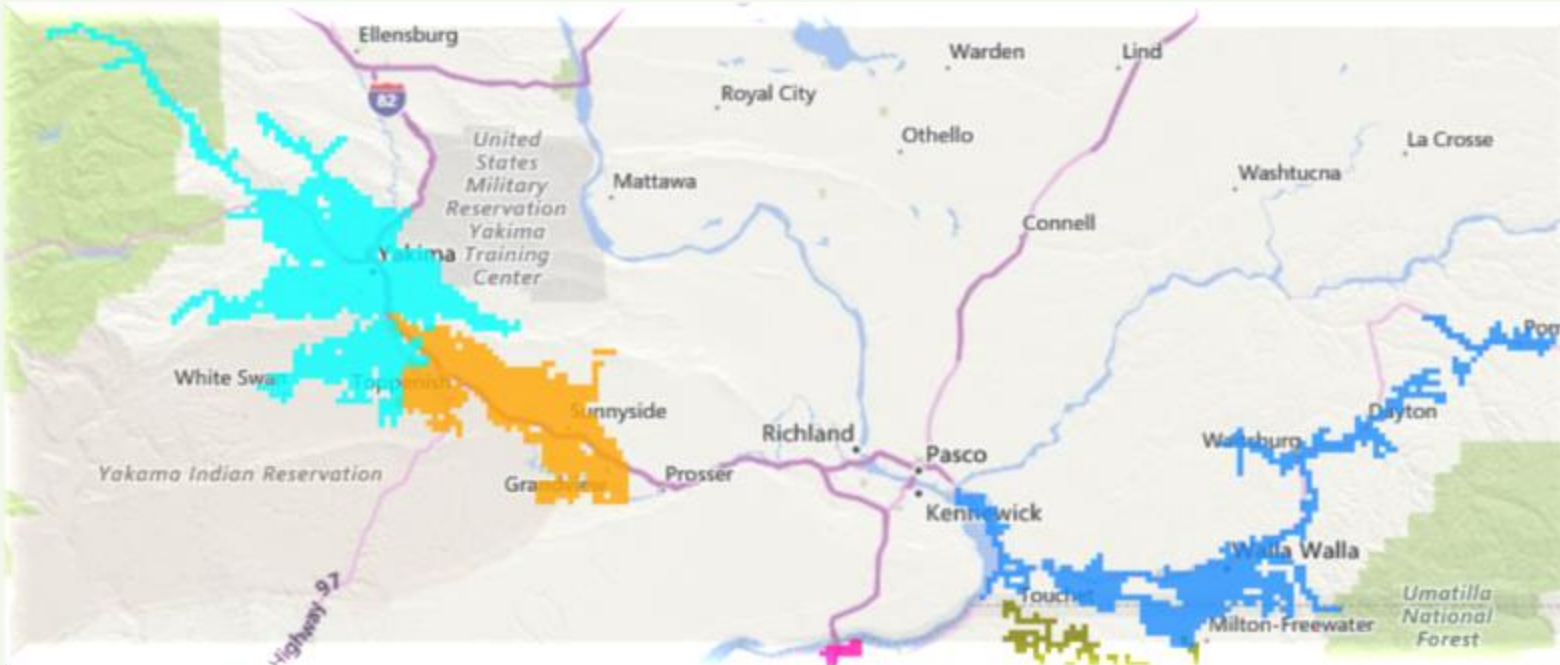 Ellensburg
Warden
Lind
82
Royal City
Othello
United
States
Military
Reservation
Yakima
Training
Center
La Crosse
Washtucna
Mattawa
Connell
Yakima
White Swan
Toppenish
Sunnyside
Dayton
Richland
Pasco
Waitsburg
Yakama Indian Reservation
Prosser
Grandview
Kennewick
Walla Walla
Touchet
Umatilla
National
Forest
Milton-Freewater
Highway 97
Pom